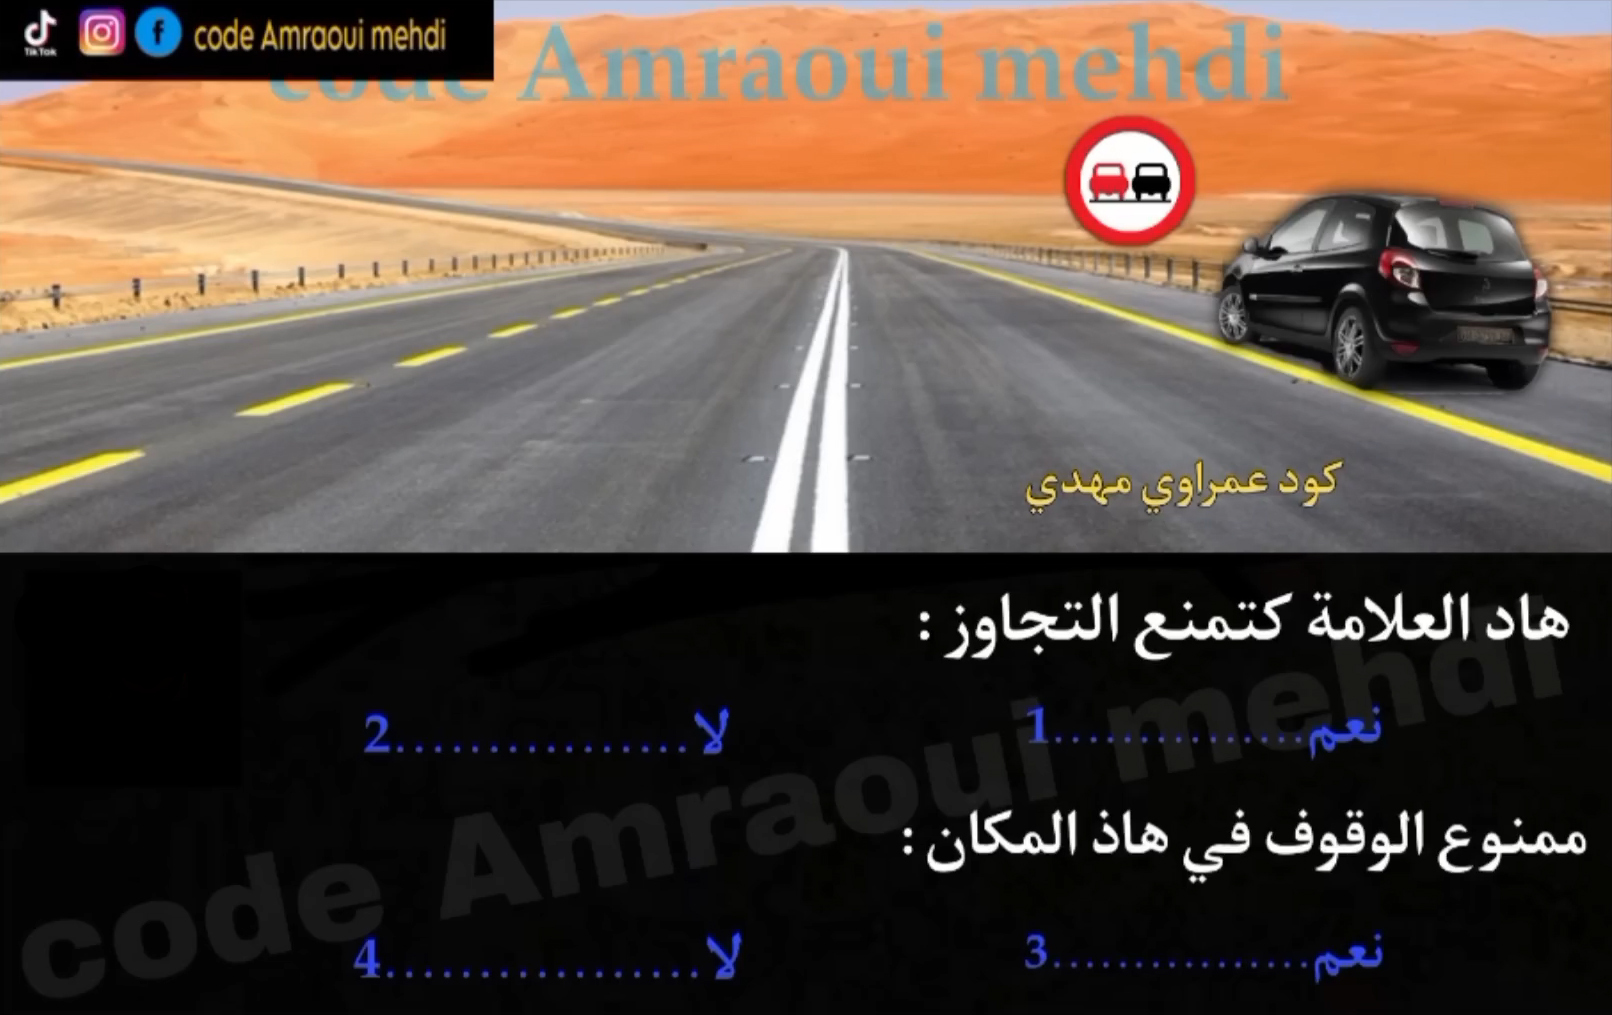 TikTok
code Amraoui mehdi
code Amraoui mehdi
كود عمراوي مهدي
هاد العلامة كتمنع التجاوز :
نعم...............1
لا................2
ممنوع الوقوف في هاذ المكان :
نعم................3
لا.................4
code Amraoui mehdi